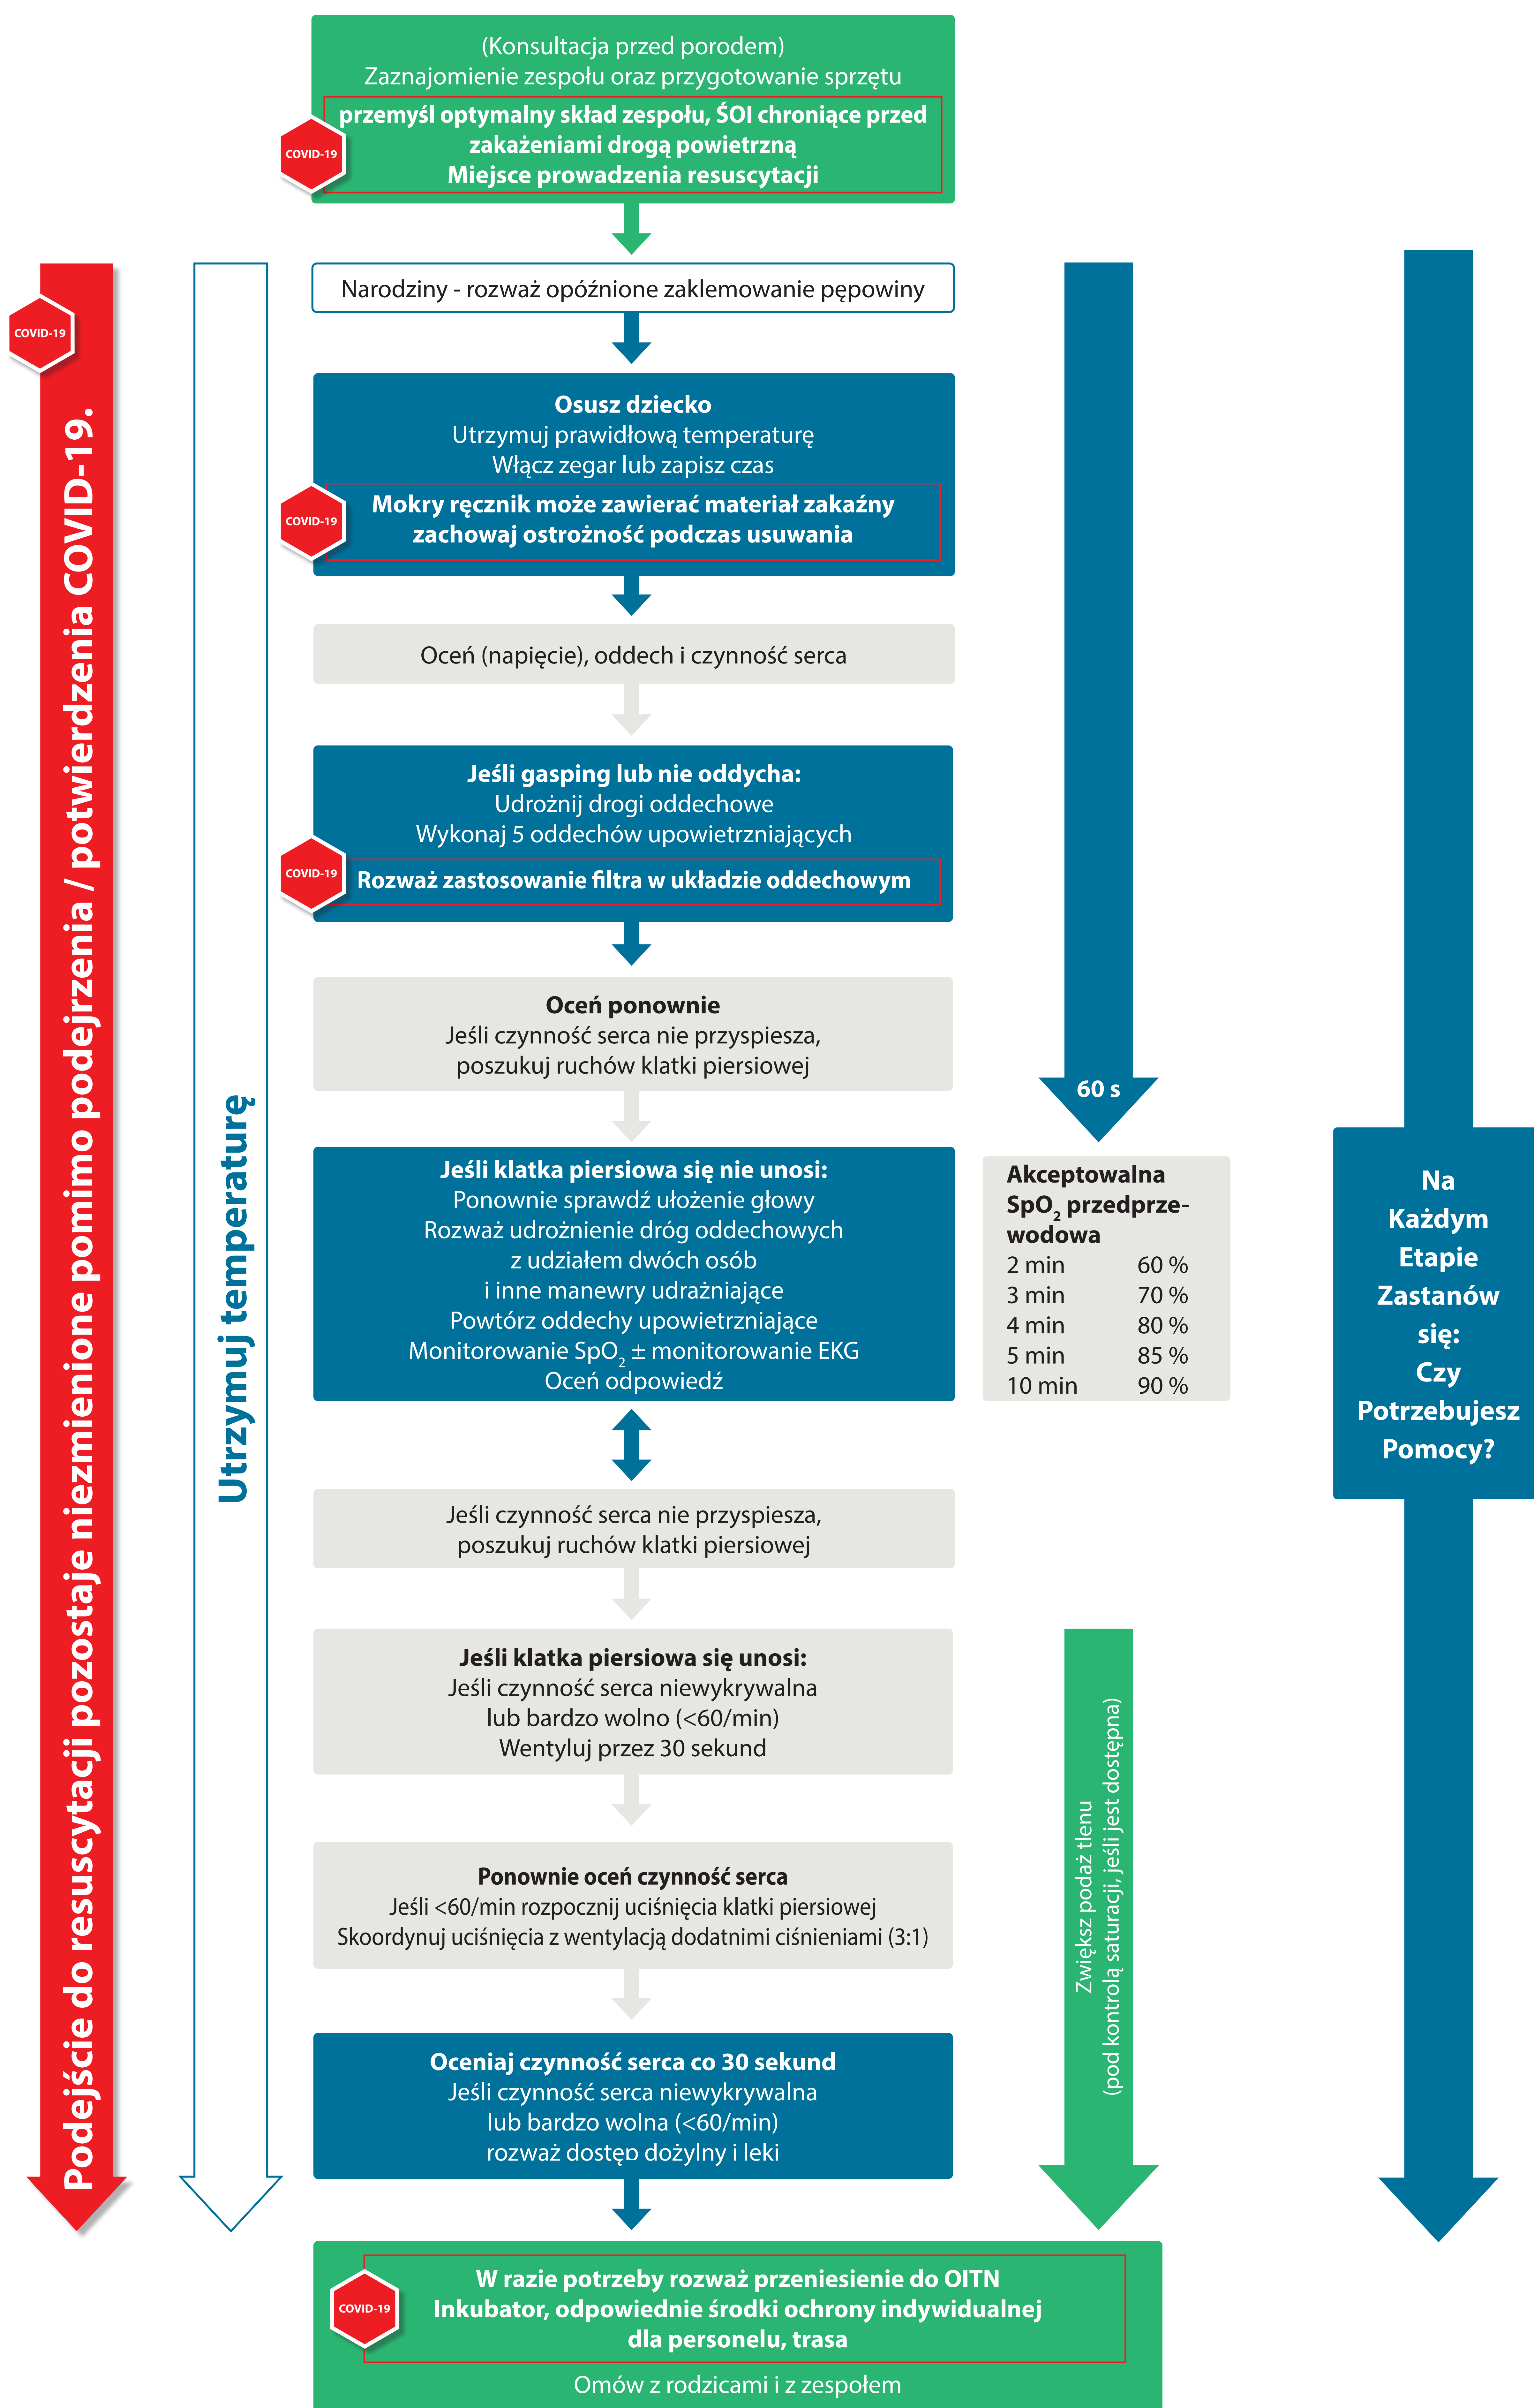 (Konsultacja przed porodem)
Zaznajomienie zespołu oraz przygotowanie sprzętu
przemyśl optymalny skład zespołu, ŚOI chroniące przed
zakażeniami drogą powietrzną
Miejsce prowadzenia resuscytacji
COVID-19
COVID-19
Podejście do resuscytacji pozostaje niezmienione pomimo podejrzenia / potwierdzenia COVID-19.
Utrzymuj temperaturę
Narodziny - rozważ opóźnione zaklemowanie pępowiny
Osusz dziecko
Utrzymuj prawidłową temperaturę
Włącz zegar lub zapisz czas
COVID-19
Mokry ręcznik może zawierać materiał zakaźny
zachowaj ostrożność podczas usuwania
Oceń (napięcie), oddech i czynność serca
Jeśli gasping lub nie oddycha:
Udrożnij drogi oddechowe
Wykonaj 5 oddechów upowietrzniających
COVID-19
Rozważ zastosowanie filtra w układzie oddechowym
Oceń ponownie
Jeśli czynność serca nie przyspiesza,
poszukuj ruchów klatki piersiowej
60 s
Jeśli klatka piersiowa się nie unosi:
Ponownie sprawdź ułożenie głowy
Rozważ udrożnienie dróg oddechowych
z udziałem dwóch osób
i inne manewry udrażniające
Powtórz oddechy upowietrzniające
Monitorowanie SpO₂ ± monitorowanie EKG
Oceń odpowiedź
Akceptowalna
SpO₂ przedprze-
wodowa
2 min 60 %
3 min 70 %
4 min 80 %
5 min 85 %
10 min 90 %
Na
Każdym
Etapie
Zastanów
się:
Czy
Potrzebujesz
Pomocy?
Jeśli czynność serca nie przyspiesza,
poszukuj ruchów klatki piersiowej
Jeśli klatka piersiowa się unosi:
Jeśli czynność serca niewykrywalna
lub bardzo wolno (<60/min)
Wentyluj przez 30 sekund
Ponownie oceń czynność serca
Jeśli <60/min rozpocznij uciśnięcia klatki piersiowej
Skoordynuj uciśnięcia z wentylacją dodatnimi ciśnieniami (3:1)
Zwiększ podaż tlenu
(pod kontrolą saturacji, jeśli jest dostępna)
Oceniaj czynność serca co 30 sekund
Jeśli czynność serca niewykrywalna
lub bardzo wolna (<60/min)
rozważ dostęp dożylny i leki
COVID-19
W razie potrzeby rozważ przeniesienie do OITN
Inkubator, odpowiednie środki ochrony indywidualnej
dla personelu, trasa
Omów z rodzicami i z zespołem